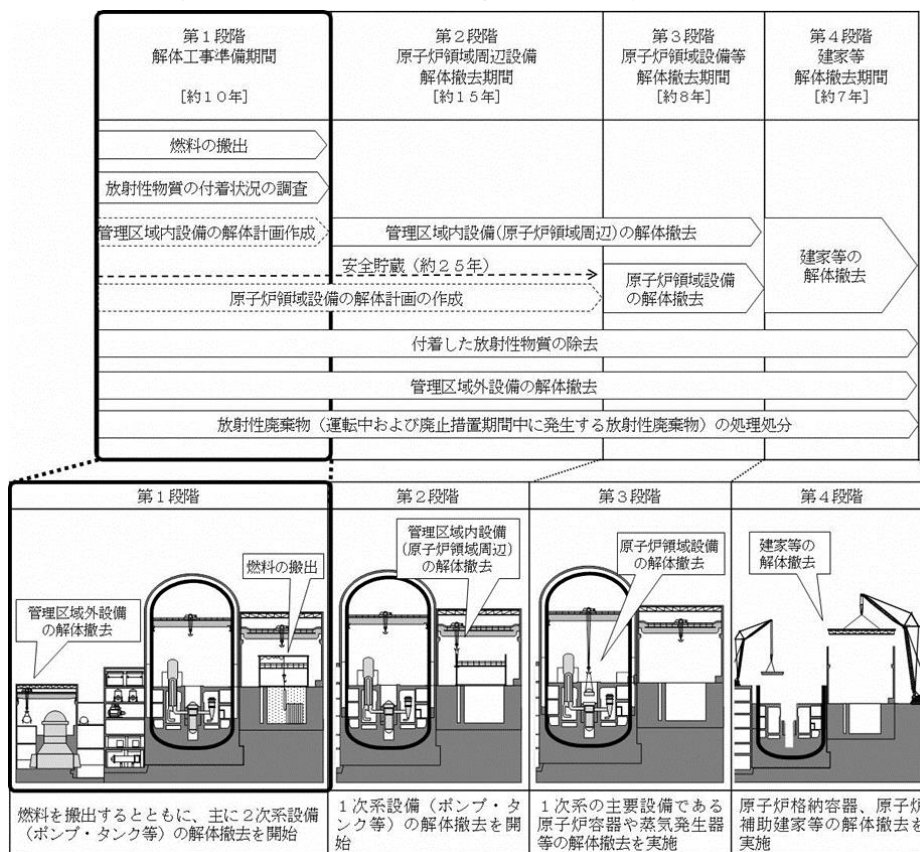 第１段階
解体工事準備期間
［約１０年］
第２段階
原子炉領域周辺設備
解体撤去期間
［約１５年］
第３段階
原子炉領域設備等
解体撤去期間
［約８年］
第４段階
建家等
解体撤去期間
［約７年］
燃料の搬出
放射性物質の付着状況の調査
管理区域内設備の解体計画作成
管理区域内設備（原子炉領域周辺）の解体撤去
安全貯蔵（約２５年）
原子炉領域設備の解体計画の作成
原子炉領域設備
の解体撤去
建家等の
解体撤去
付着した放射性物質の除去
管理区域外設備の解体撤去
放射性廃棄物（運転中および廃止措置期間中に発生する放射性廃棄物）の処理処分
第１段階
第２段階
第３段階
第４段階
管理区域外設備
の解体撤去
燃料の搬出
管理区域内設備
（原子炉領域周辺）
の解体撤去
原子炉領域設備
の解体撤去
建家等の
解体撤去
燃料を搬出するとともに、主に２次系設備
（ポンプ・タンク等）の解体撤去を開始
１次系設備（ポンプ・タ
ンク等）の解体撤去を開
始
１次系の主要設備である
原子炉容器や蒸気発生器
等の解体撤去を実施
原子炉格納容器、原子炉
補助建家等の解体撤去を
実施